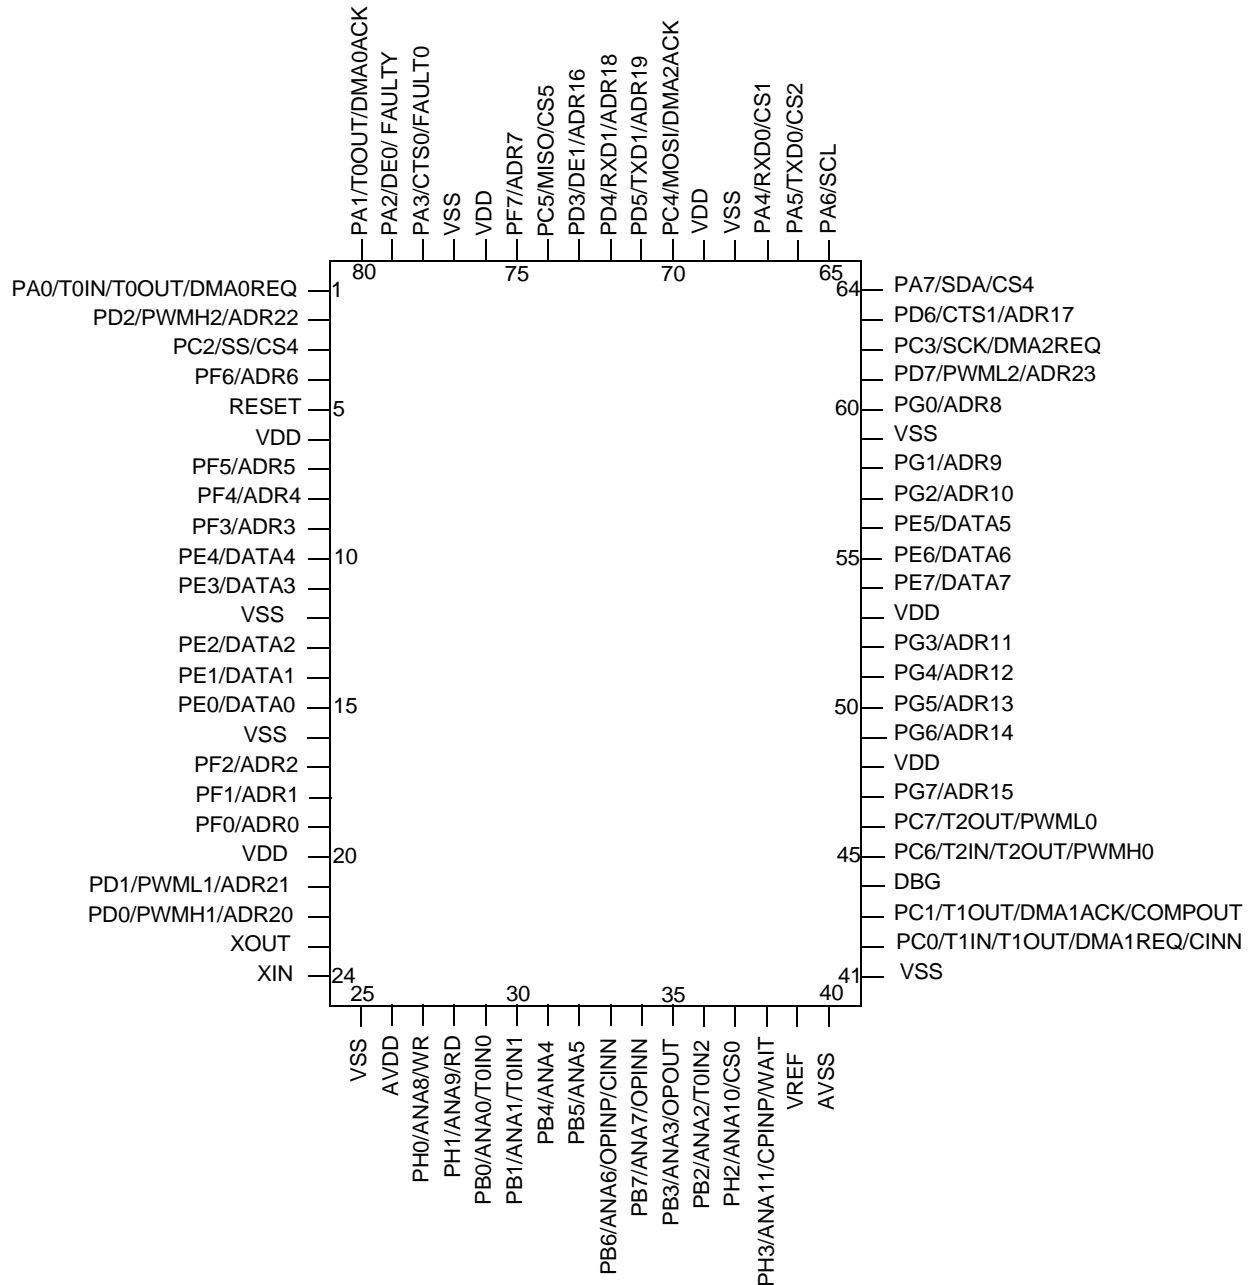 PA1/T0OUT/DMA0ACK
PA2/DE0/ FAULTY
PA3/CTS0/FAULT0
VSS
VDD
PF7/ADR7
PC5/MISO/CS5
PD3/DE1/ADR16
PD4/RXD1/ADR18
PD5/TXD1/ADR19
PC4/MOSI/DMA2ACK
VDD
VSS
PA4/RXD0/CS1
PA5/TXD0/CS2
PA6/SCL
80
75
70
65
PA0/T0IN/T0OUT/DMA0REQ
1
PD2/PWMH2/ADR22
PC2/SS/CS4
PF6/ADR6
RESET
5
VDD
PF5/ADR5
PF4/ADR4
PF3/ADR3
PE4/DATA4
10
PE3/DATA3
VSS
PE2/DATA2
PE1/DATA1
PE0/DATA0
15
VSS
PF2/ADR2
PF1/ADR1
PF0/ADR0
VDD
20
PD1/PWML1/ADR21
PD0/PWMH1/ADR20
XOUT
XIN
24
64
PA7/SDA/CS4
PD6/CTS1/ADR17
PC3/SCK/DMA2REQ
PD7/PWML2/ADR23
60
PG0/ADR8
VSS
PG1/ADR9
PG2/ADR10
PE5/DATA5
55
PE6/DATA6
PE7/DATA7
VDD
PG3/ADR11
PG4/ADR12
50
PG5/ADR13
PG6/ADR14
VDD
PG7/ADR15
PC7/T2OUT/PWML0
45
PC6/T2IN/T2OUT/PWMH0
DBG
PC1/T1OUT/DMA1ACK/COMPOUT
PC0/T1IN/T1OUT/DMA1REQ/CINN
41
VSS
25
30
35
40
VSS
AVDD
PH0/ANA8/WR
PH1/ANA9/RD
PB0/ANA0/T0IN0
PB1/ANA1/T0IN1
PB4/ANA4
PB5/ANA5
PB6/ANA6/OPINP/CINN
PB7/ANA7/OPINN
PB3/ANA3/OPOUT
PB2/ANA2/T0IN2
PH2/ANA10/CS0
PH3/ANA11/CPINP/WAIT
VREF
AVSS